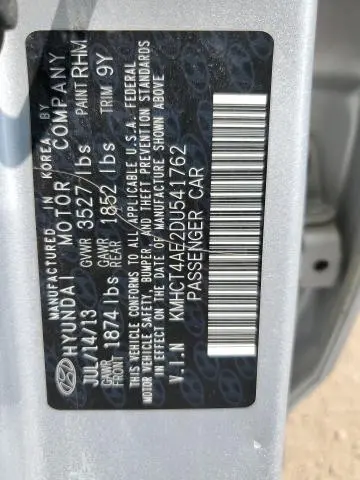 MANUFACTURED IN KOREA BY
HYUNDAI MOTOR COMPANY
JUL/14/13 GVWR 3527 lbs PAINT RHM
GAWR FRONT 1874 lbs GAWR REAR 1852 lbs TRIM 9Y
THIS VEHICLE CONFORMS TO ALL APPLICABLE U.S.A. FEDERAL
MOTOR VEHICLE SAFETY, BUMPER, AND THEFT PREVENTION STANDARDS
IN EFFECT ON THE DATE OF MANUFACTURE SHOWN ABOVE.
V.I.N KMHCT4AE2DU541762
PASSENGER CAR